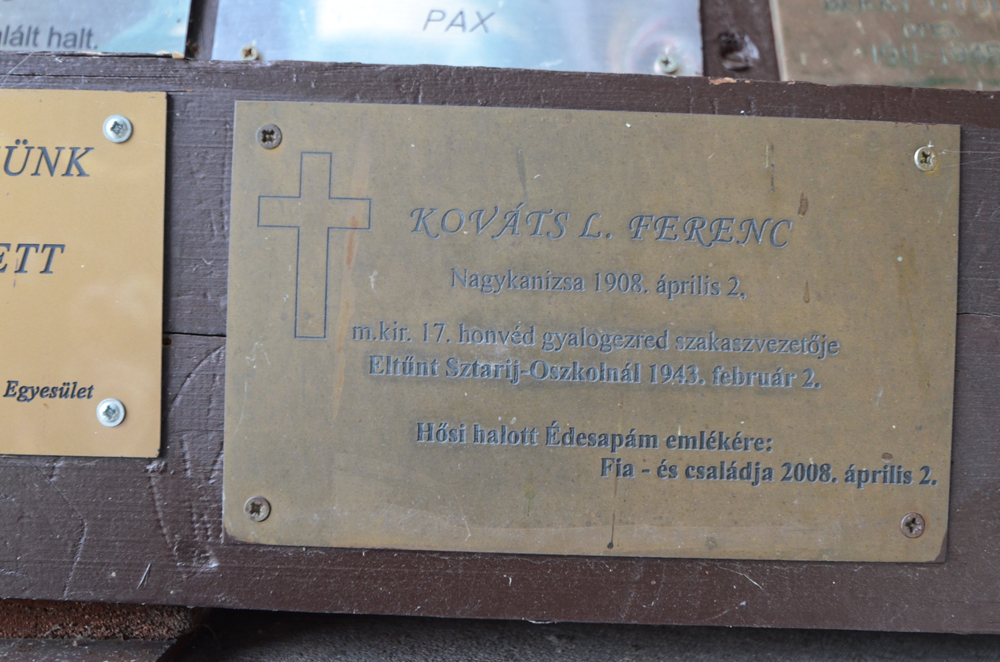 lált halt.
PAX
ÜNK
ETT
Egyesület
KOVÁTS L. FERENC
Nagykanizsa 1908. április 2,
m.kir. 17. honvéd gyalogezred szakaszvezetője
Eltűnt Sztarij-Oszkolnál 1943. február 2.
Hősi halott Édesapám emlékére:
Fia - és családja 2008. április 2.